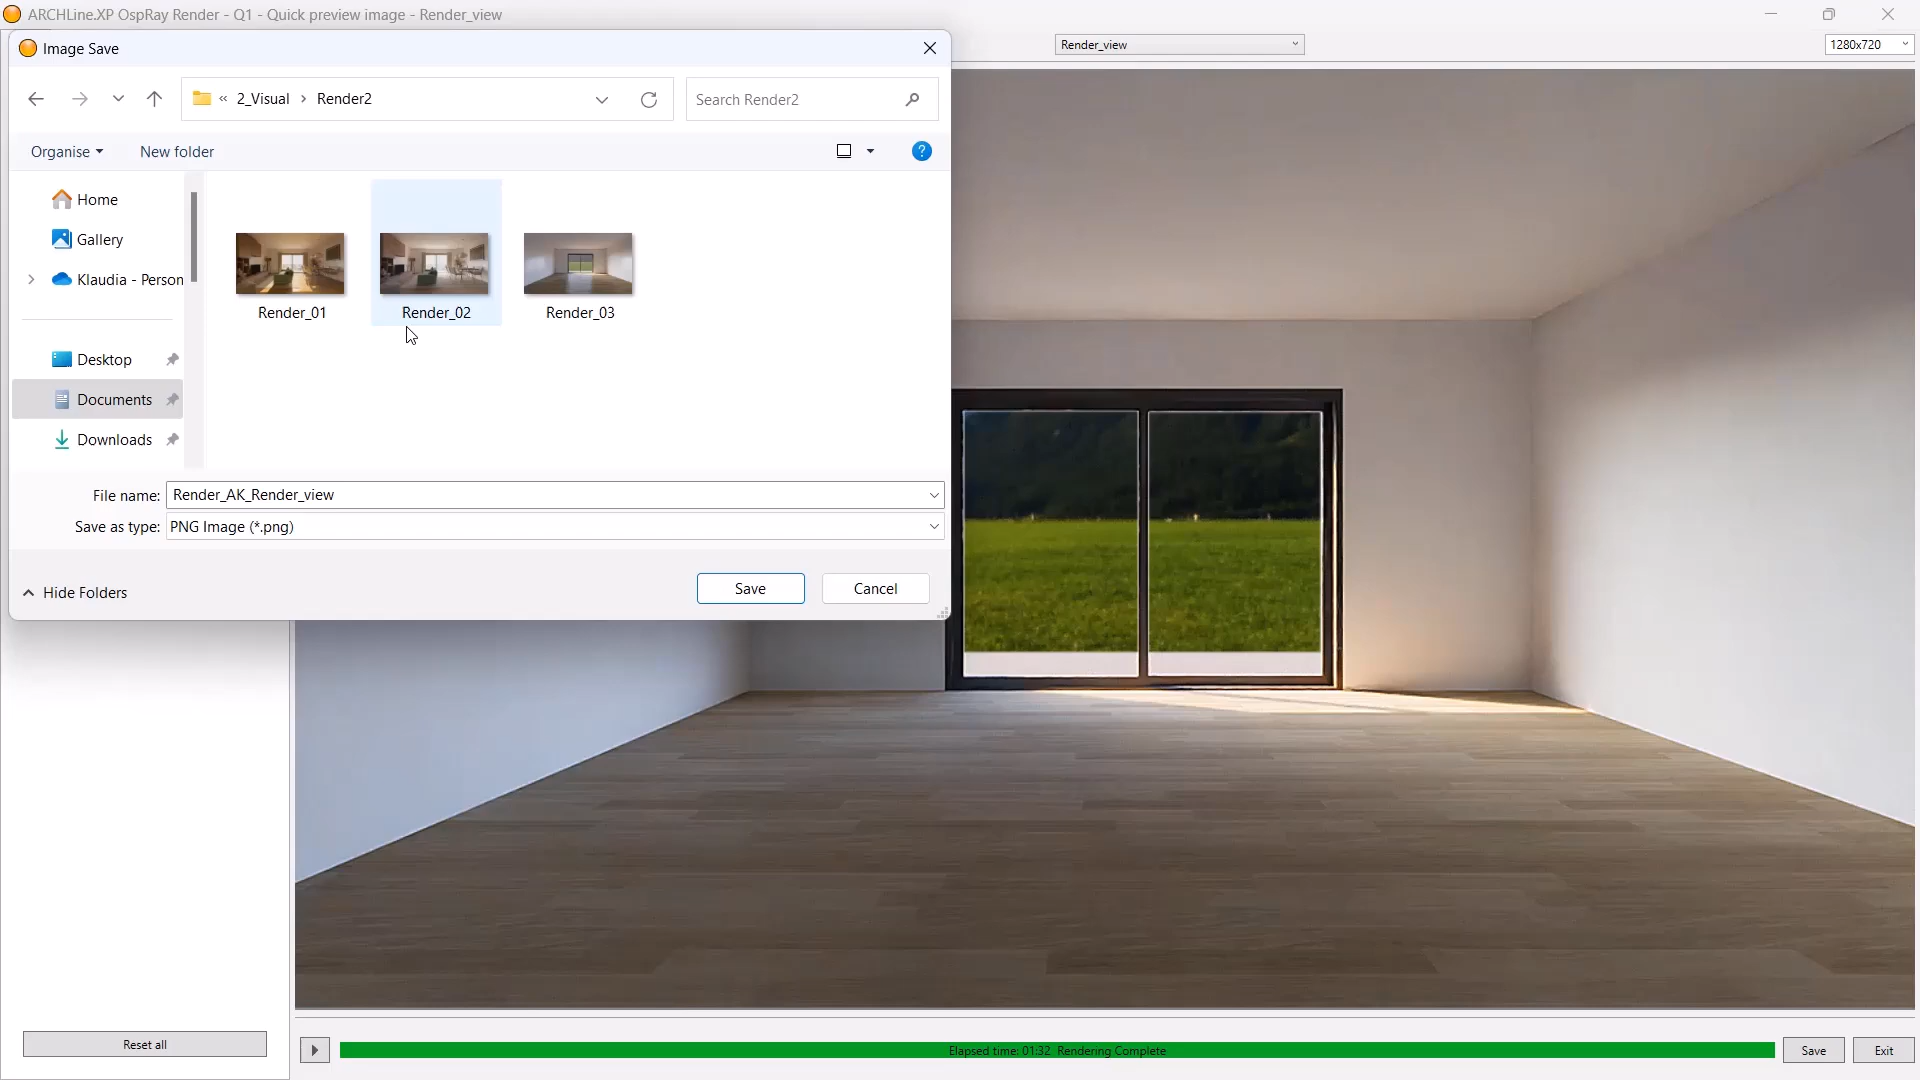 ARCHLine.XP OspRay Render - Q1 - Quick preview image - Render_view
Image Save
Render_view
1280x720
« 2_Visual > Render2
Search Render2
Organise
New folder
?
Home
Gallery
Klaudia - Person
Desktop
Documents
Downloads
Render_01
Render_02
Render_03
File name: Render_AK_Render_view
Save as type: PNG Image (*.png)
Hide Folders
Save
Cancel
Reset all
Elapsed time: 01:32 Rendering Complete
Save
Exit